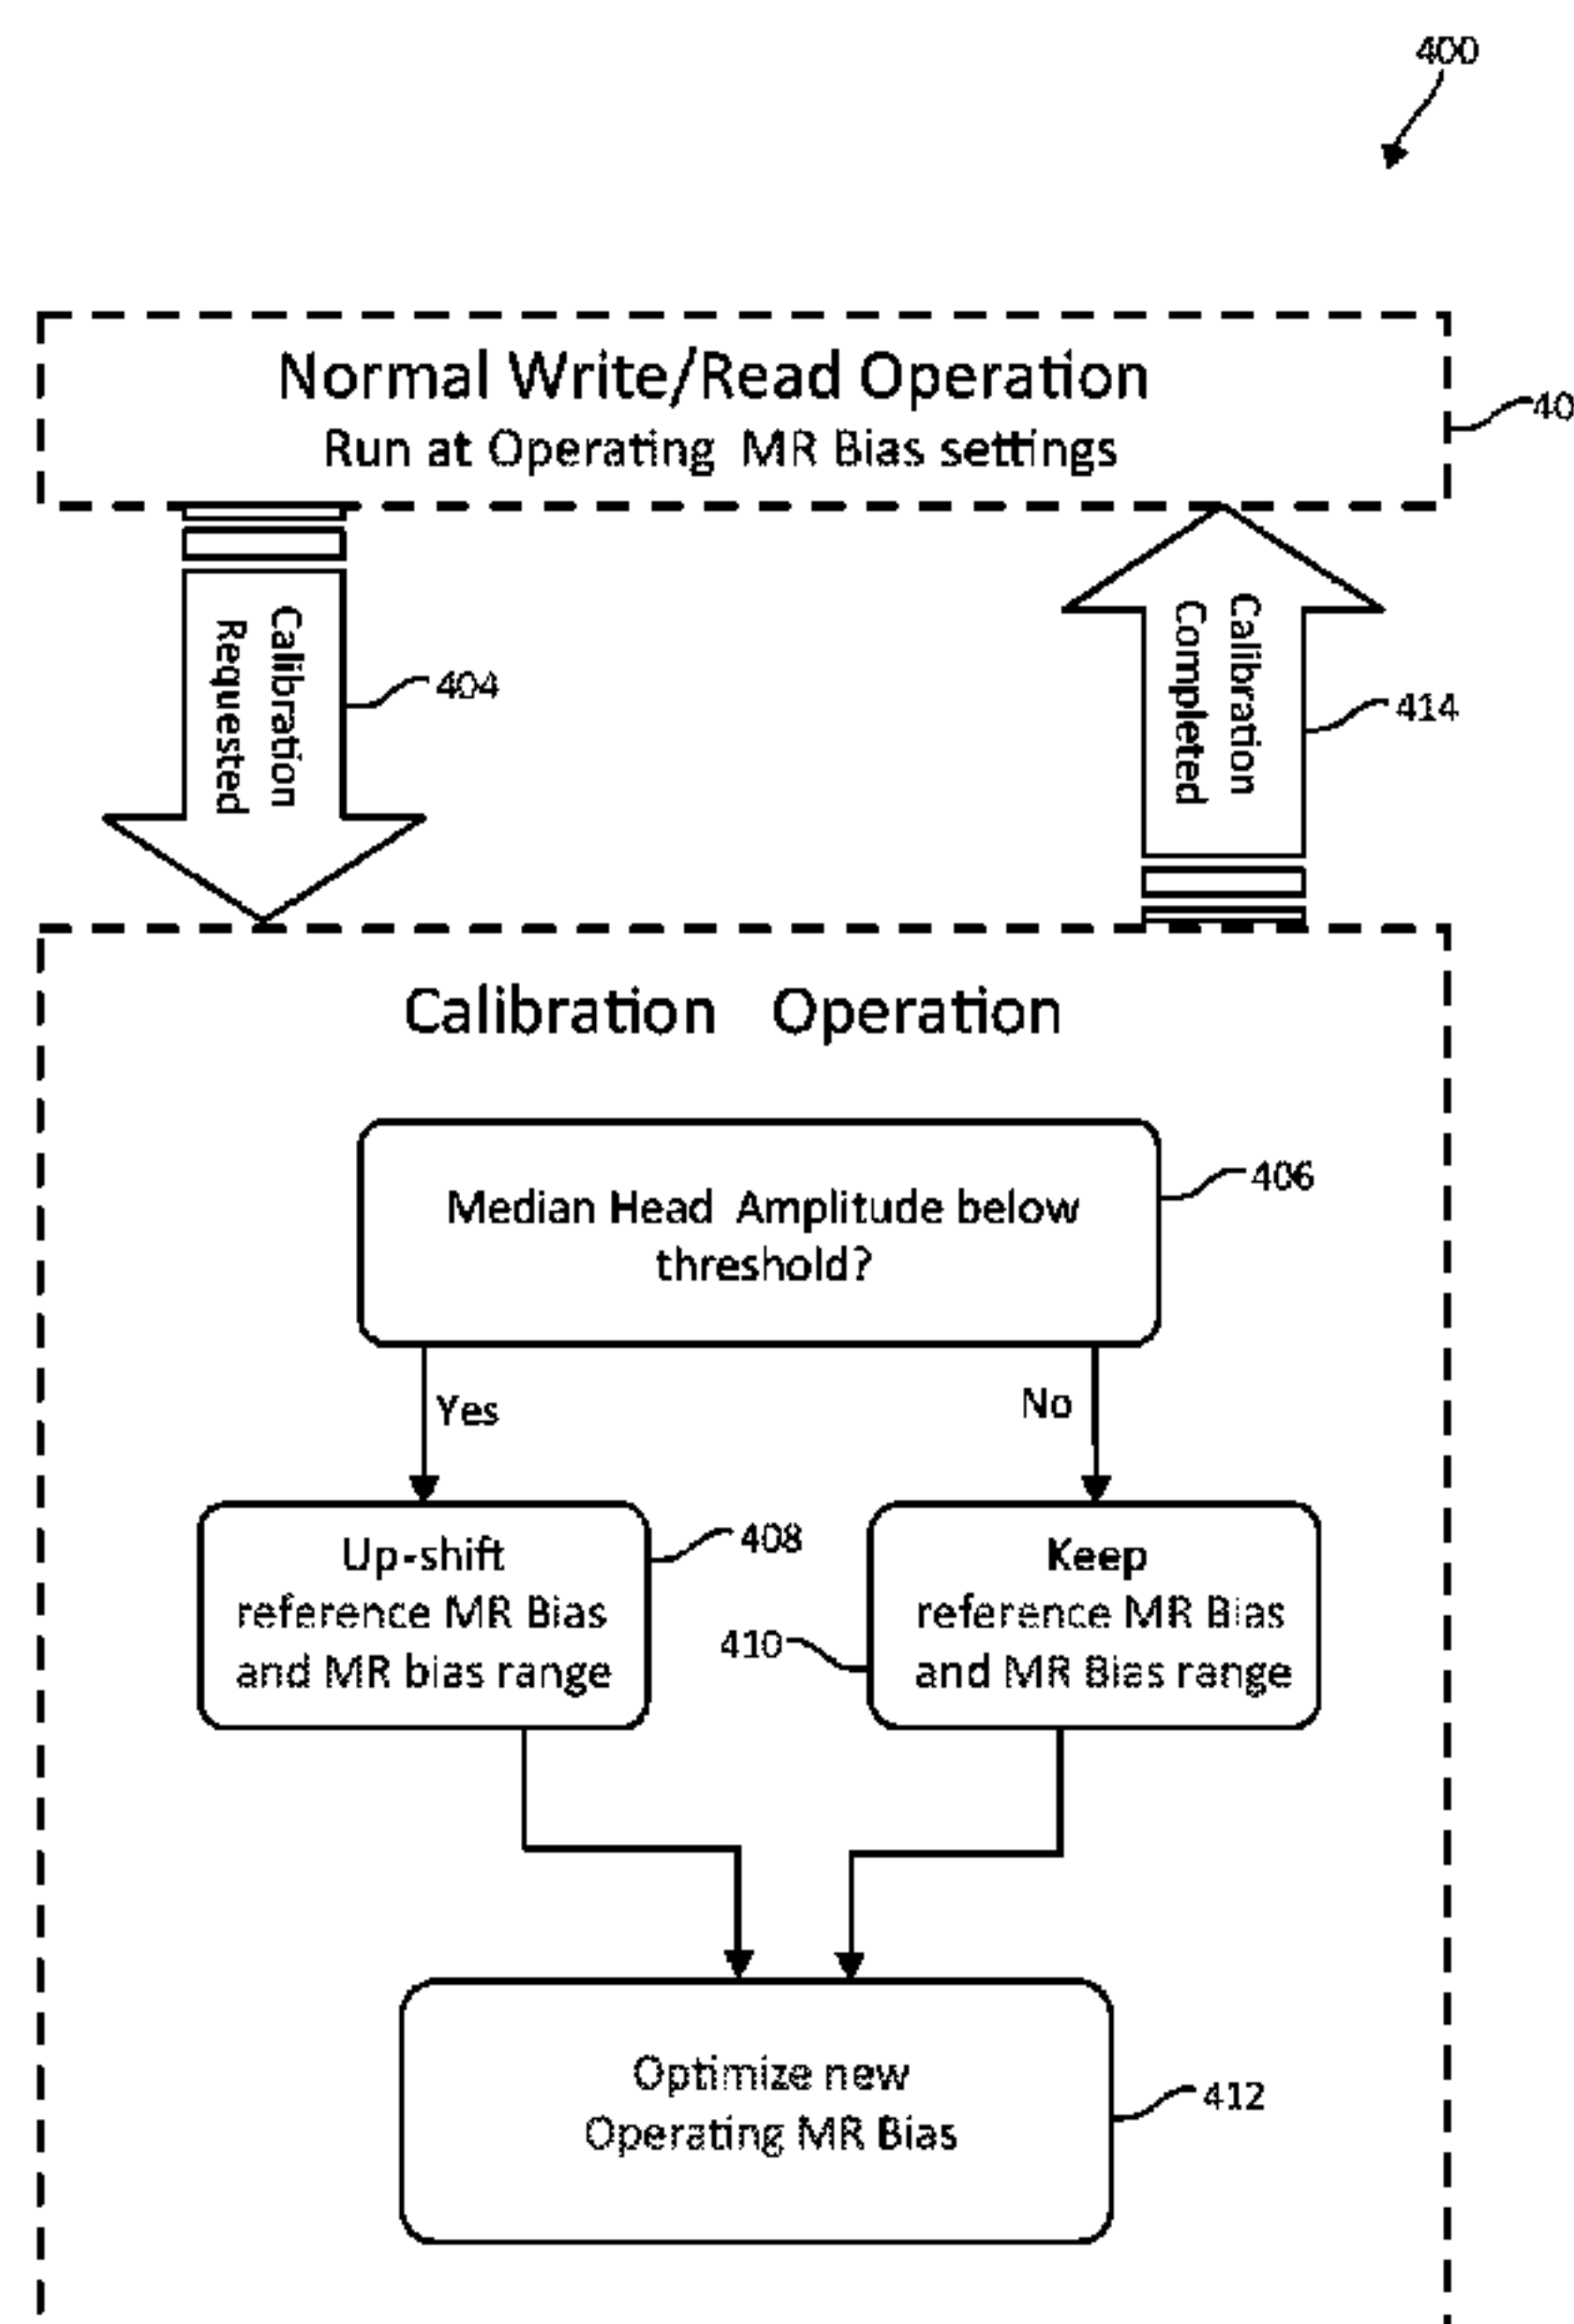 400
Normal Write/Read Operation
Run at Operating MR Bias settings
40
Calibration
Requested
404
Calibration
Completed
414
Calibration Operation
Median Head Amplitude below
threshold?
406
Yes
No
Up-shift
reference MR Bias
and MR bias range
408
Keep
reference MR Bias
and MR Bias range
410
Optimize new
Operating MR Bias
412